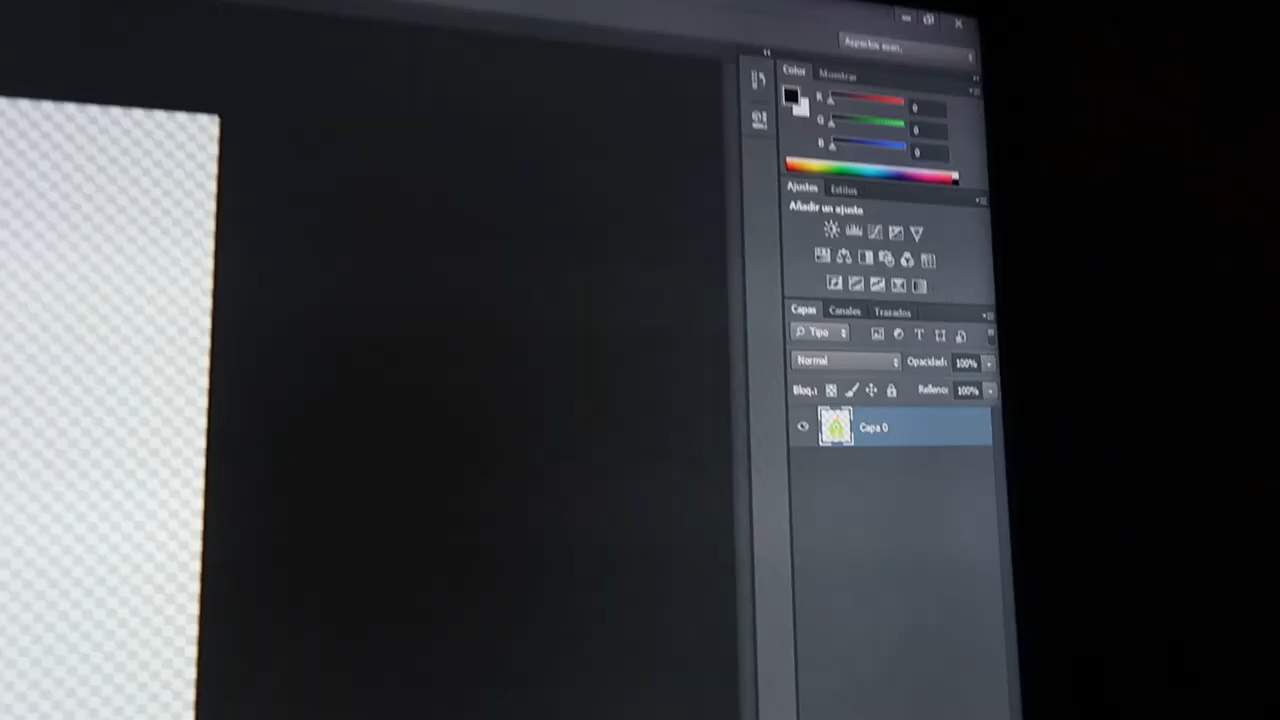 Aspectos esen.
Color Muestras
R 0
G 0
B 0
Ajustes Estilos
Añadir un ajuste
Capas Canales Trazados
Tipo
Normal Opacidad: 100%
Bloq.: Relleno: 100%
Capa 0